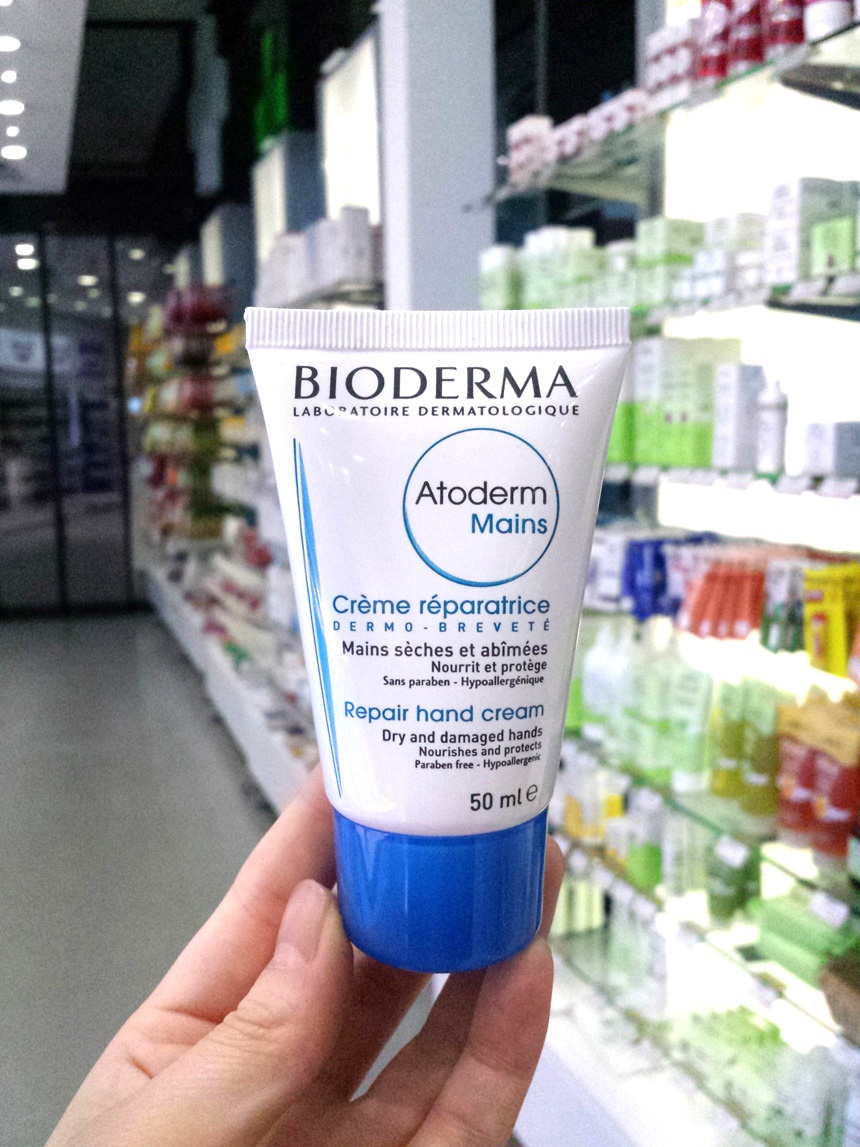 BIODERMA
LABORATOIRE DERMATOLOGIQUE
Atoderm
Mains
Crème réparatrice
DERMO-BREVETÉ
Mains sèches et abîmées
Nourrit et protège
Sans paraben - Hypoallergénique
Repair hand cream
Dry and damaged hands
Nourishes and protects
Paraben free - Hypoallergenic
50 ml e